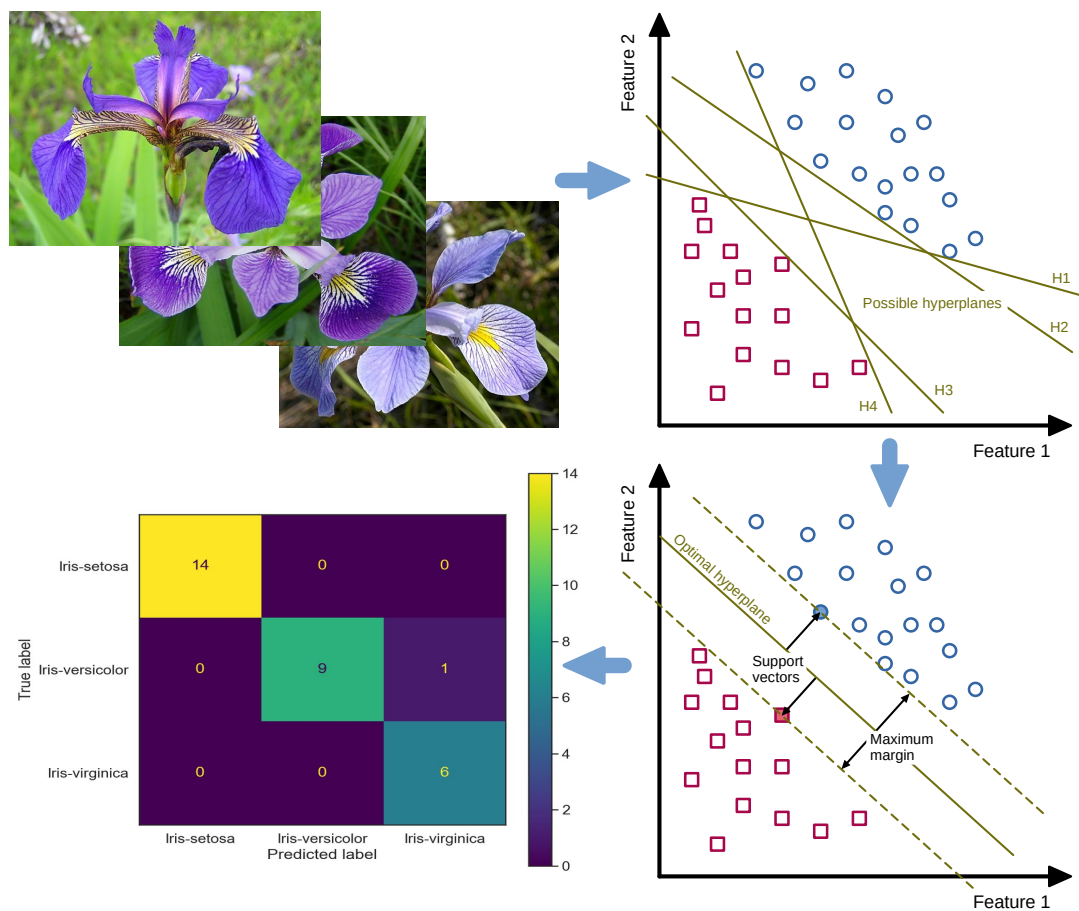 Feature 2
H1
Possible hyperplanes
H2
H3
H4
Feature 1
Feature 2
Optimal hyperplane
Support
vectors
Maximum
margin
Feature 1
14
12
10
8
6
4
2
0
True label
Iris-setosa
14 0 0
Iris-versicolor
0 9 1
Iris-virginica
0 0 6
Iris-setosa Iris-versicolor Iris-virginica
Predicted label